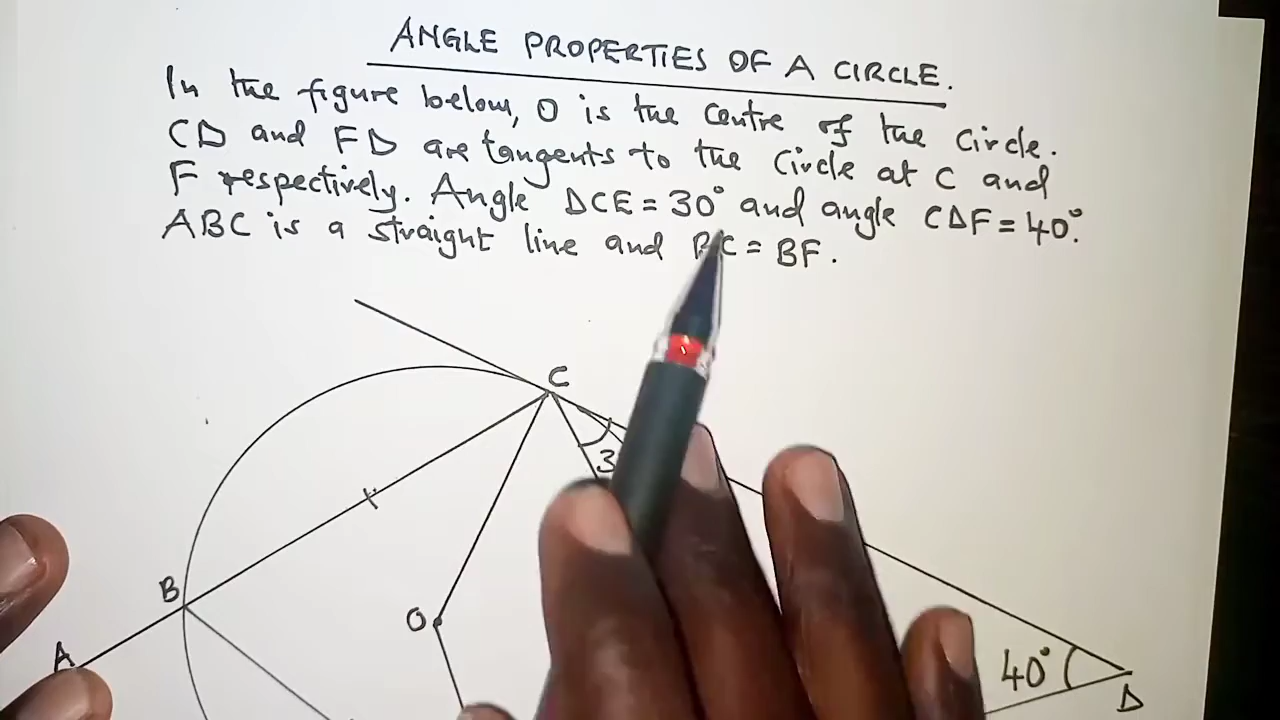 ANGLE PROPERTIES OF A CIRCLE.
In the figure below, O is the centre of the circle.
CD and FD are tangents to the circle at C and
F respectively. Angle DCE = 30° and angle CDF = 40°.
ABC is a straight line and BC = BF.
C
3
B
O
A
40°
D